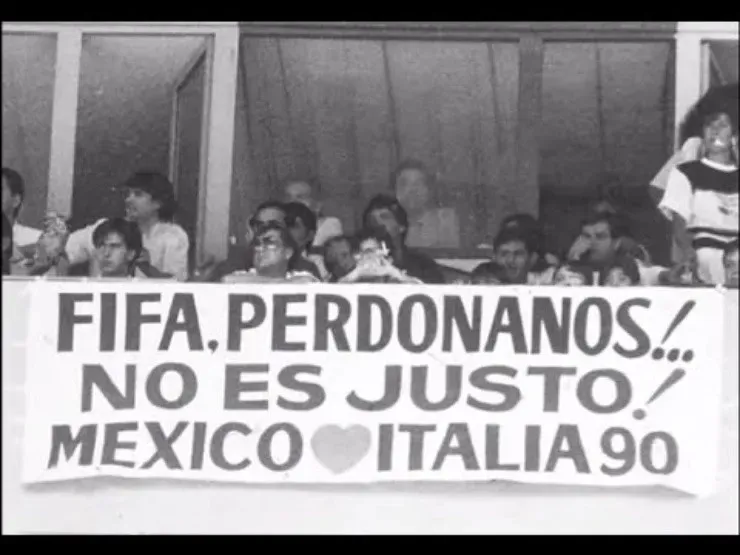 FIFA, PERDONANOS!...
NO ES JUSTO!
MEXICO ITALIA 90